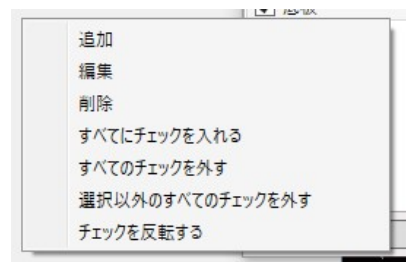 追加
編集
削除
すべてにチェックを入れる
すべてのチェックを外す
選択以外のすべてのチェックを外す
チェックを反転する